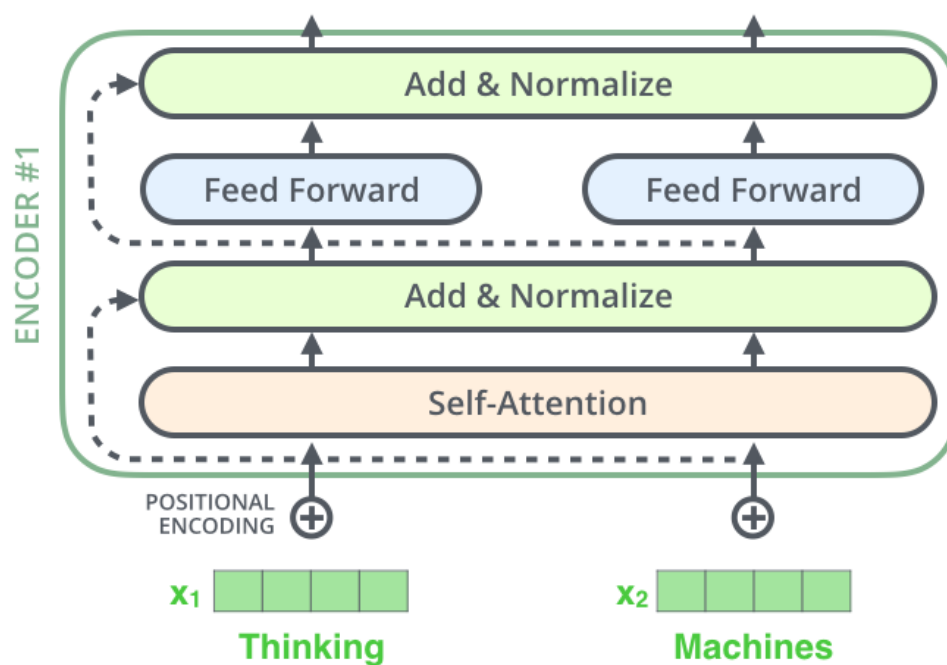 ENCODER #1
Add & Normalize
Feed Forward
Feed Forward
Add & Normalize
Self-Attention
POSITIONAL
ENCODING
x₁
x₂
Thinking
Machines